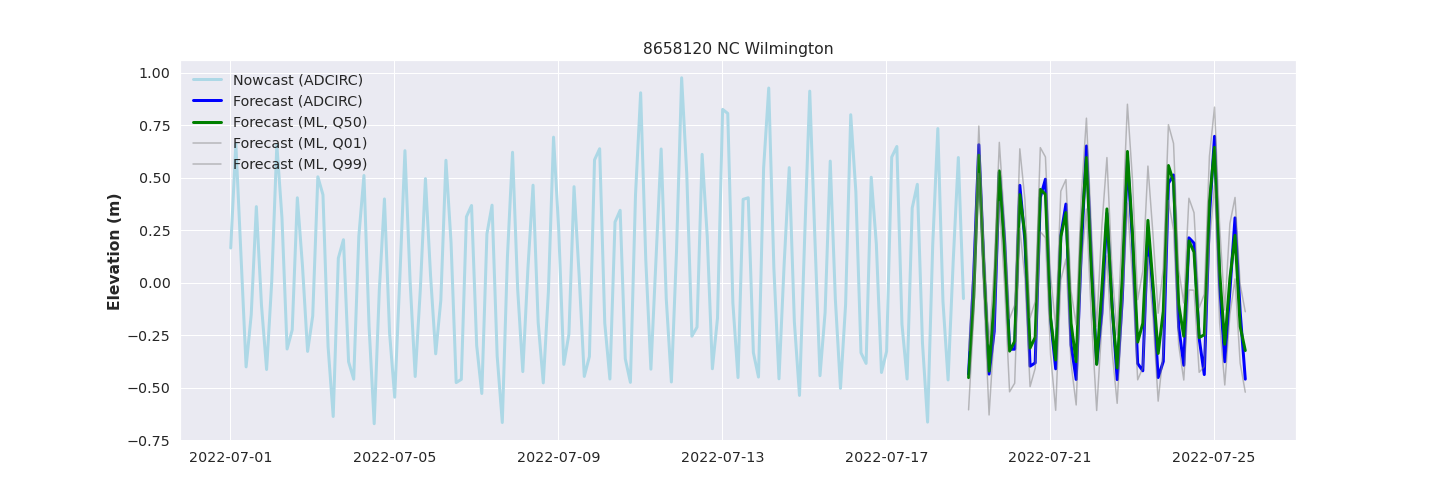 8658120 NC Wilmington
Nowcast (ADCIRC)
Forecast (ADCIRC)
Forecast (ML, Q50)
Forecast (ML, Q01)
Forecast (ML, Q99)
Elevation (m)
1.00
0.75
0.50
0.25
0.00
−0.25
−0.50
−0.75
2022-07-01 2022-07-05 2022-07-09 2022-07-13 2022-07-17 2022-07-21 2022-07-25